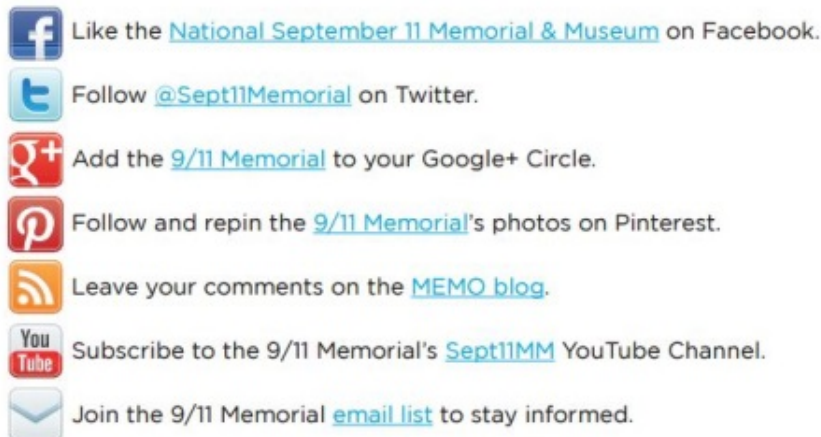 f Like the National September 11 Memorial & Museum on Facebook.
t Follow @Sept11Memorial on Twitter.
g+ Add the 9/11 Memorial to your Google+ Circle.
Follow and repin the 9/11 Memorial's photos on Pinterest.
Leave your comments on the MEMO blog.
You
Tube Subscribe to the 9/11 Memorial's Sept11MM YouTube Channel.
Join the 9/11 Memorial email list to stay informed.